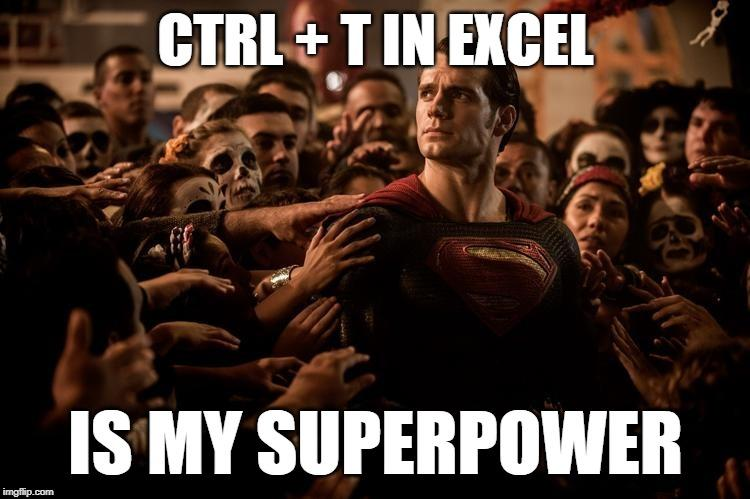 CTRL + T IN EXCEL
IS MY SUPERPOWER
imgflip.com